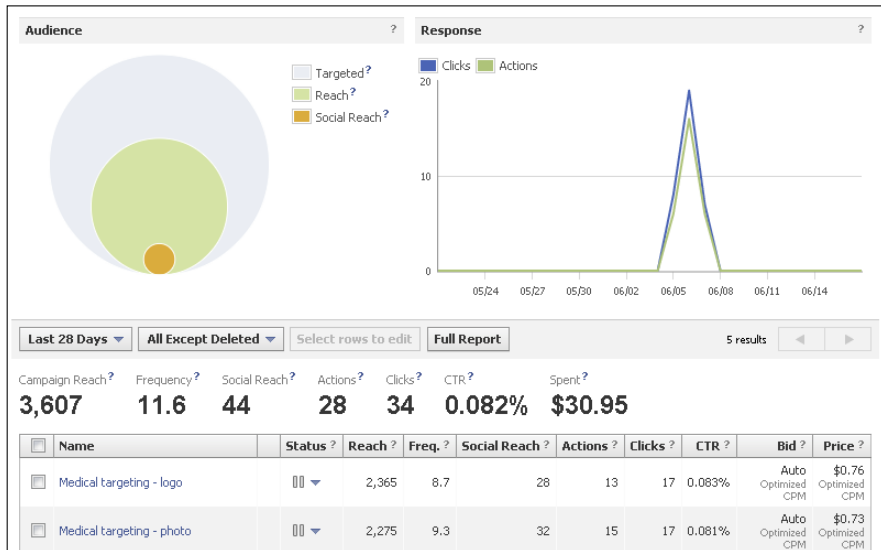 Audience ?
Response ?
Targeted?
Reach?
Social Reach?
Clicks Actions
20
10
0
05/24 05/27 05/30 06/02 06/05 06/08 06/11 06/14
Last 28 Days All Except Deleted Select rows to edit Full Report 5 results
Campaign Reach? Frequency? Social Reach? Actions? Clicks? CTR? Spent?
3,607 11.6 44 28 34 0.082% $30.95
Name Status ? Reach ? Freq. ? Social Reach ? Actions ? Clicks ? CTR ? Bid ? Price ?
Medical targeting - logo 2,365 8.7 28 13 17 0.083% Auto $0.76
Optimized Optimized
CPM CPM
Medical targeting - photo 2,275 9.3 32 15 17 0.081% Auto $0.73
Optimized Optimized
CPM CPM